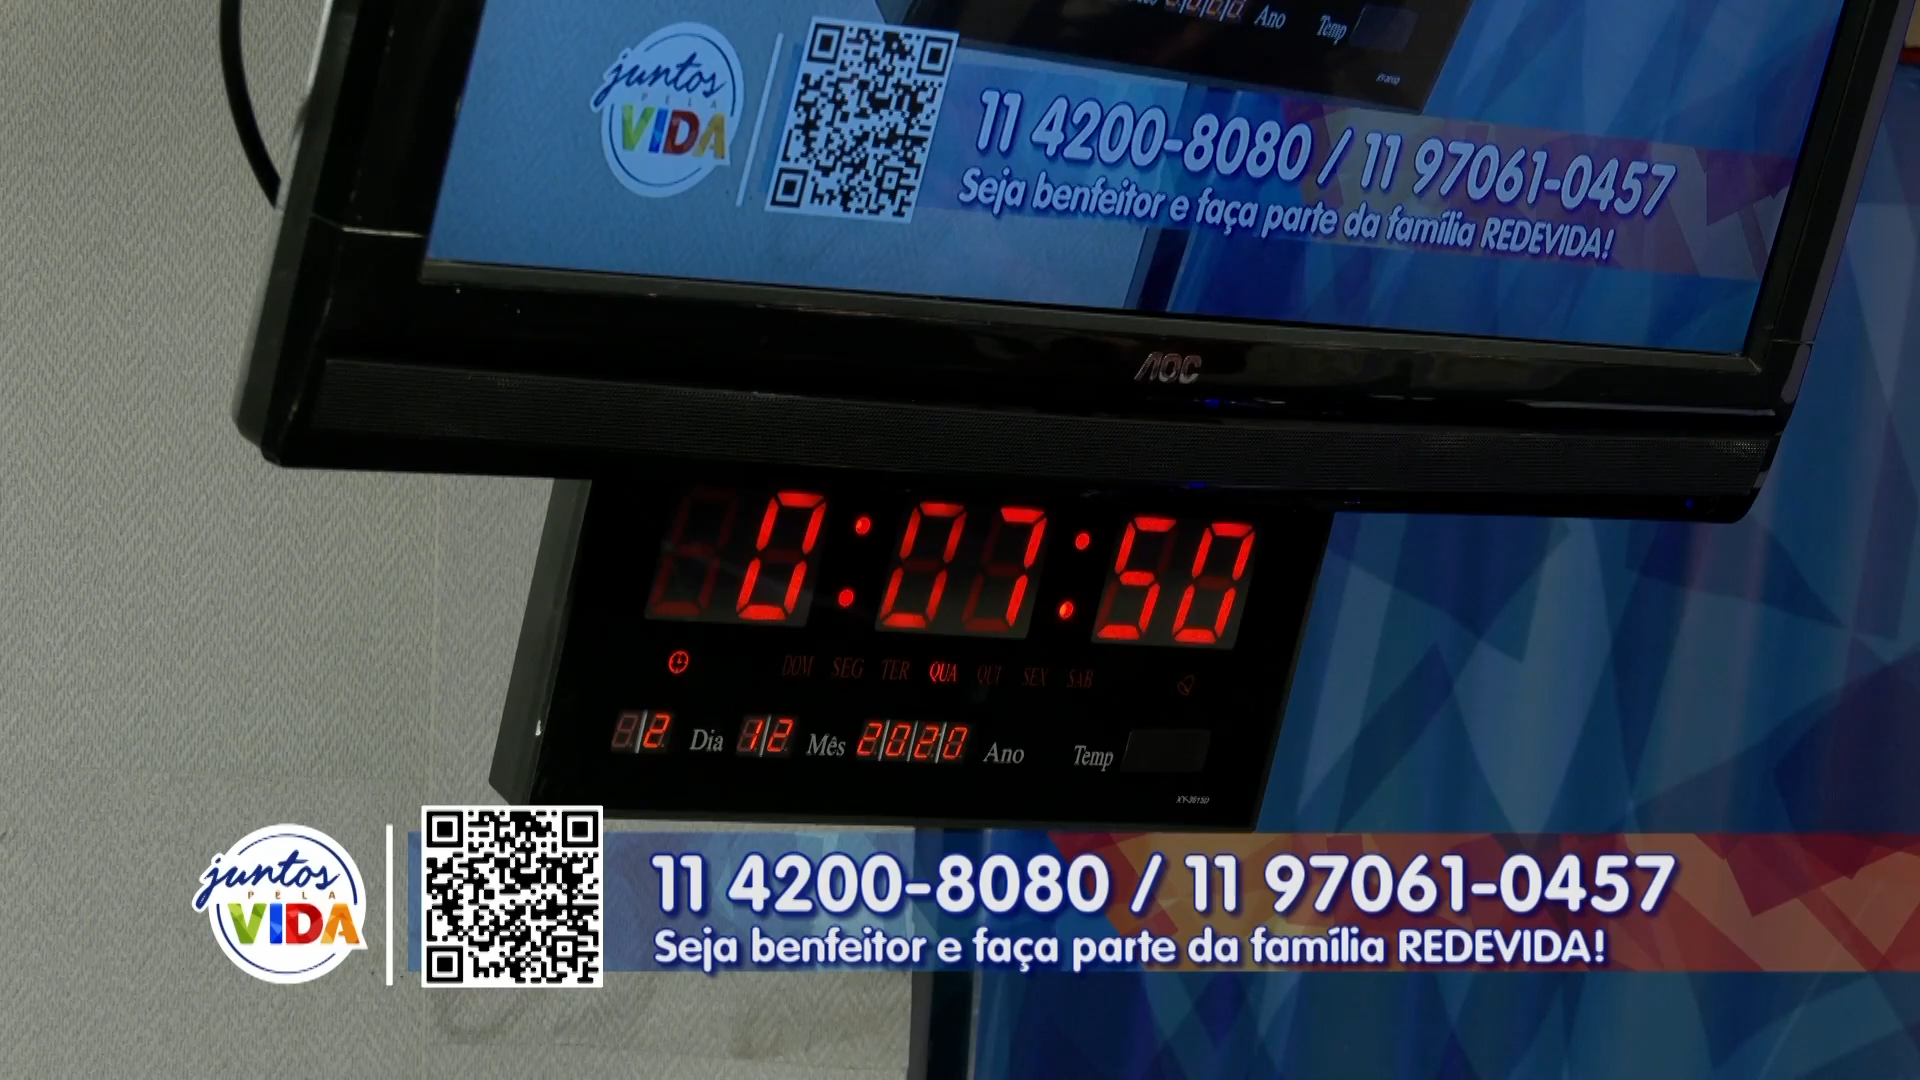 Ano Temp
juntos
PELA
VIDA
11 4200-8080 / 11 97061-0457
Seja benfeitor e faça parte da família REDEVIDA!
AOC
0:07:50
DOM SEG TER QUA QUI SEX SAB
2 Dia 12 Mês 2020 Ano Temp
juntos
PELA
VIDA
11 4200-8080 / 11 97061-0457
Seja benfeitor e faça parte da família REDEVIDA!